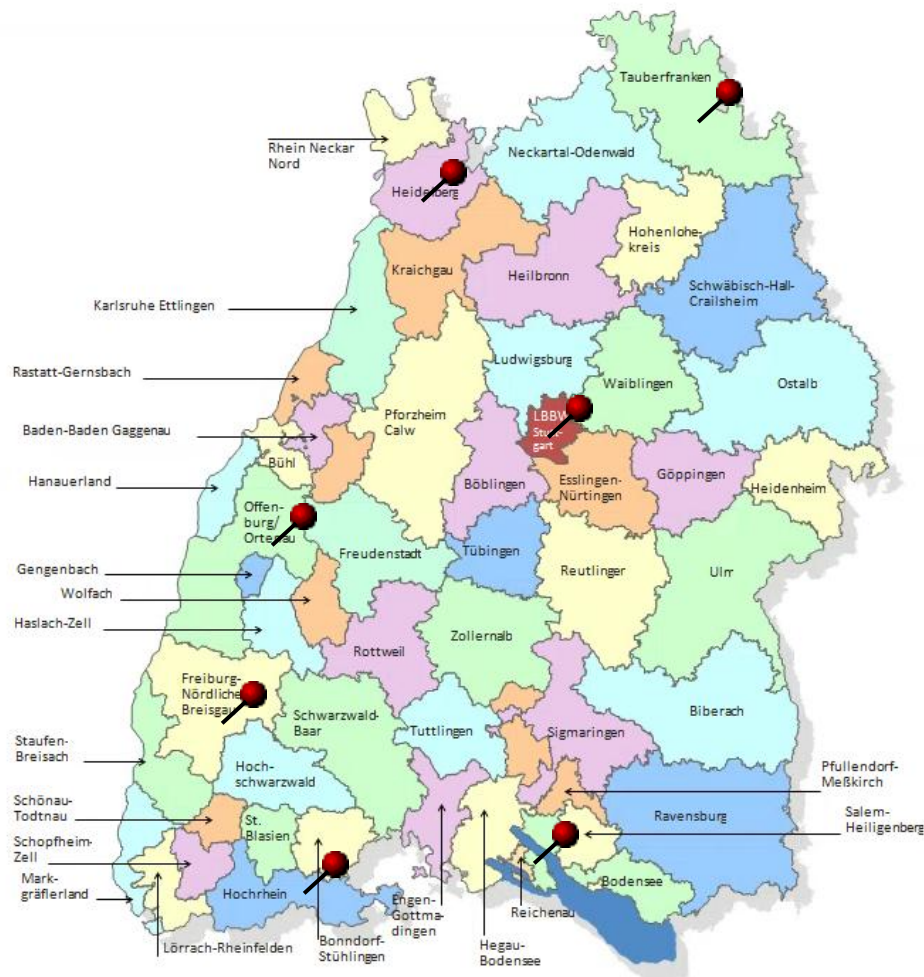 Tauberfranken
Rhein Neckar
Nord
Neckartal-Odenwald
Heidelberg
Hohenlohe-
kreis
Kraichgau
Heilbronn
Schwäbisch-Hall-
Crailsheim
Karlsruhe Ettlingen
Ludwigsburg
Waiblingen
Ostalb
Rastatt-Gernsbach
LBBW
Stutt-
gart
Pforzheim
Calw
Baden-Baden Gaggenau
Bühl
Böblingen
Esslingen-
Nürtingen
Göppingen
Heidenheim
Hanauerland
Offen-
burg/
Ortenau
Freudenstadt
Tübingen
Reutlinger
Ulm
Gengenbach
Wolfach
Haslach-Zell
Rottweil
Zollernalb
Freiburg-
Nördlicher
Breisgau
Schwarzwald-
Baar
Tuttlingen
Sigmaringen
Biberach
Staufen-
Breisach
Hoch-
schwarzwald
Pfullendorf-
Meßkirch
Schönau-
Todtnau
St.
Blasien
Ravensburg
Salem-
Heiligenberg
Schopfheim-
Zell
Mark-
gräflerland
Hochrhein
Bodensee
Engen-
Gottma-
dingen
Reichenau
Lörrach-Rheinfelden
Bonndorf-
Stühlingen
Hegau-
Bodensee